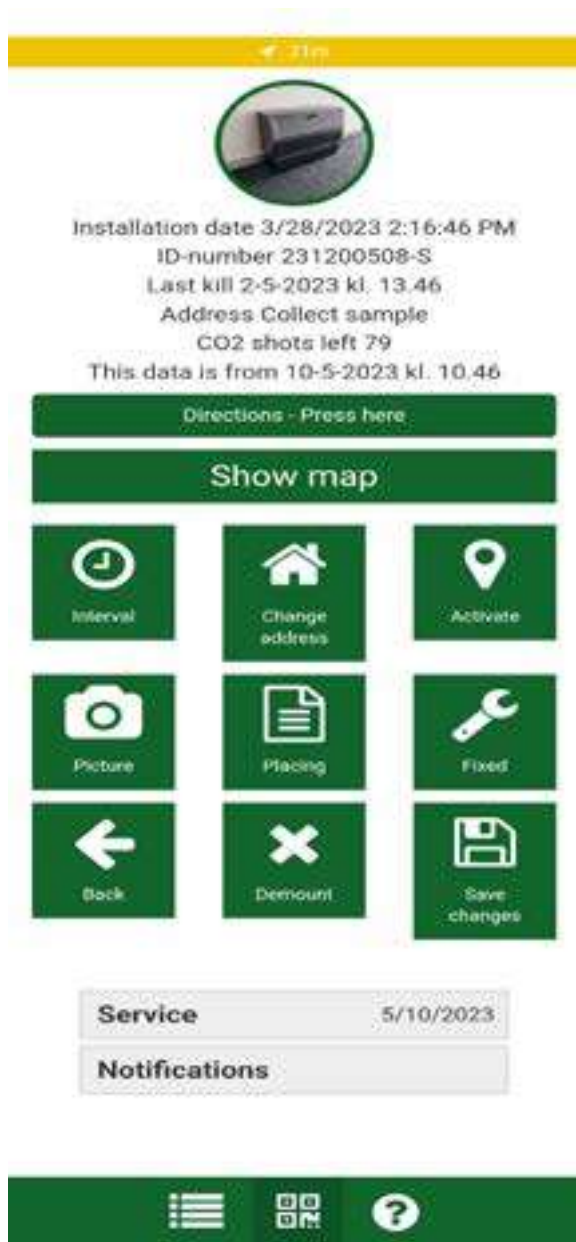 21m
Installation date 3/28/2023 2:16:46 PM
ID-number 231200508-S
Last kill 2-5-2023 kl. 13.46
Address Collect sample
CO2 shots left 79
This data is from 10-5-2023 kl. 10.46
Directions - Press here
Show map
Interval
Change
address
Activate
Picture
Placing
Fixed
Back
Demount
Save
changes
Service 5/10/2023
Notifications
?